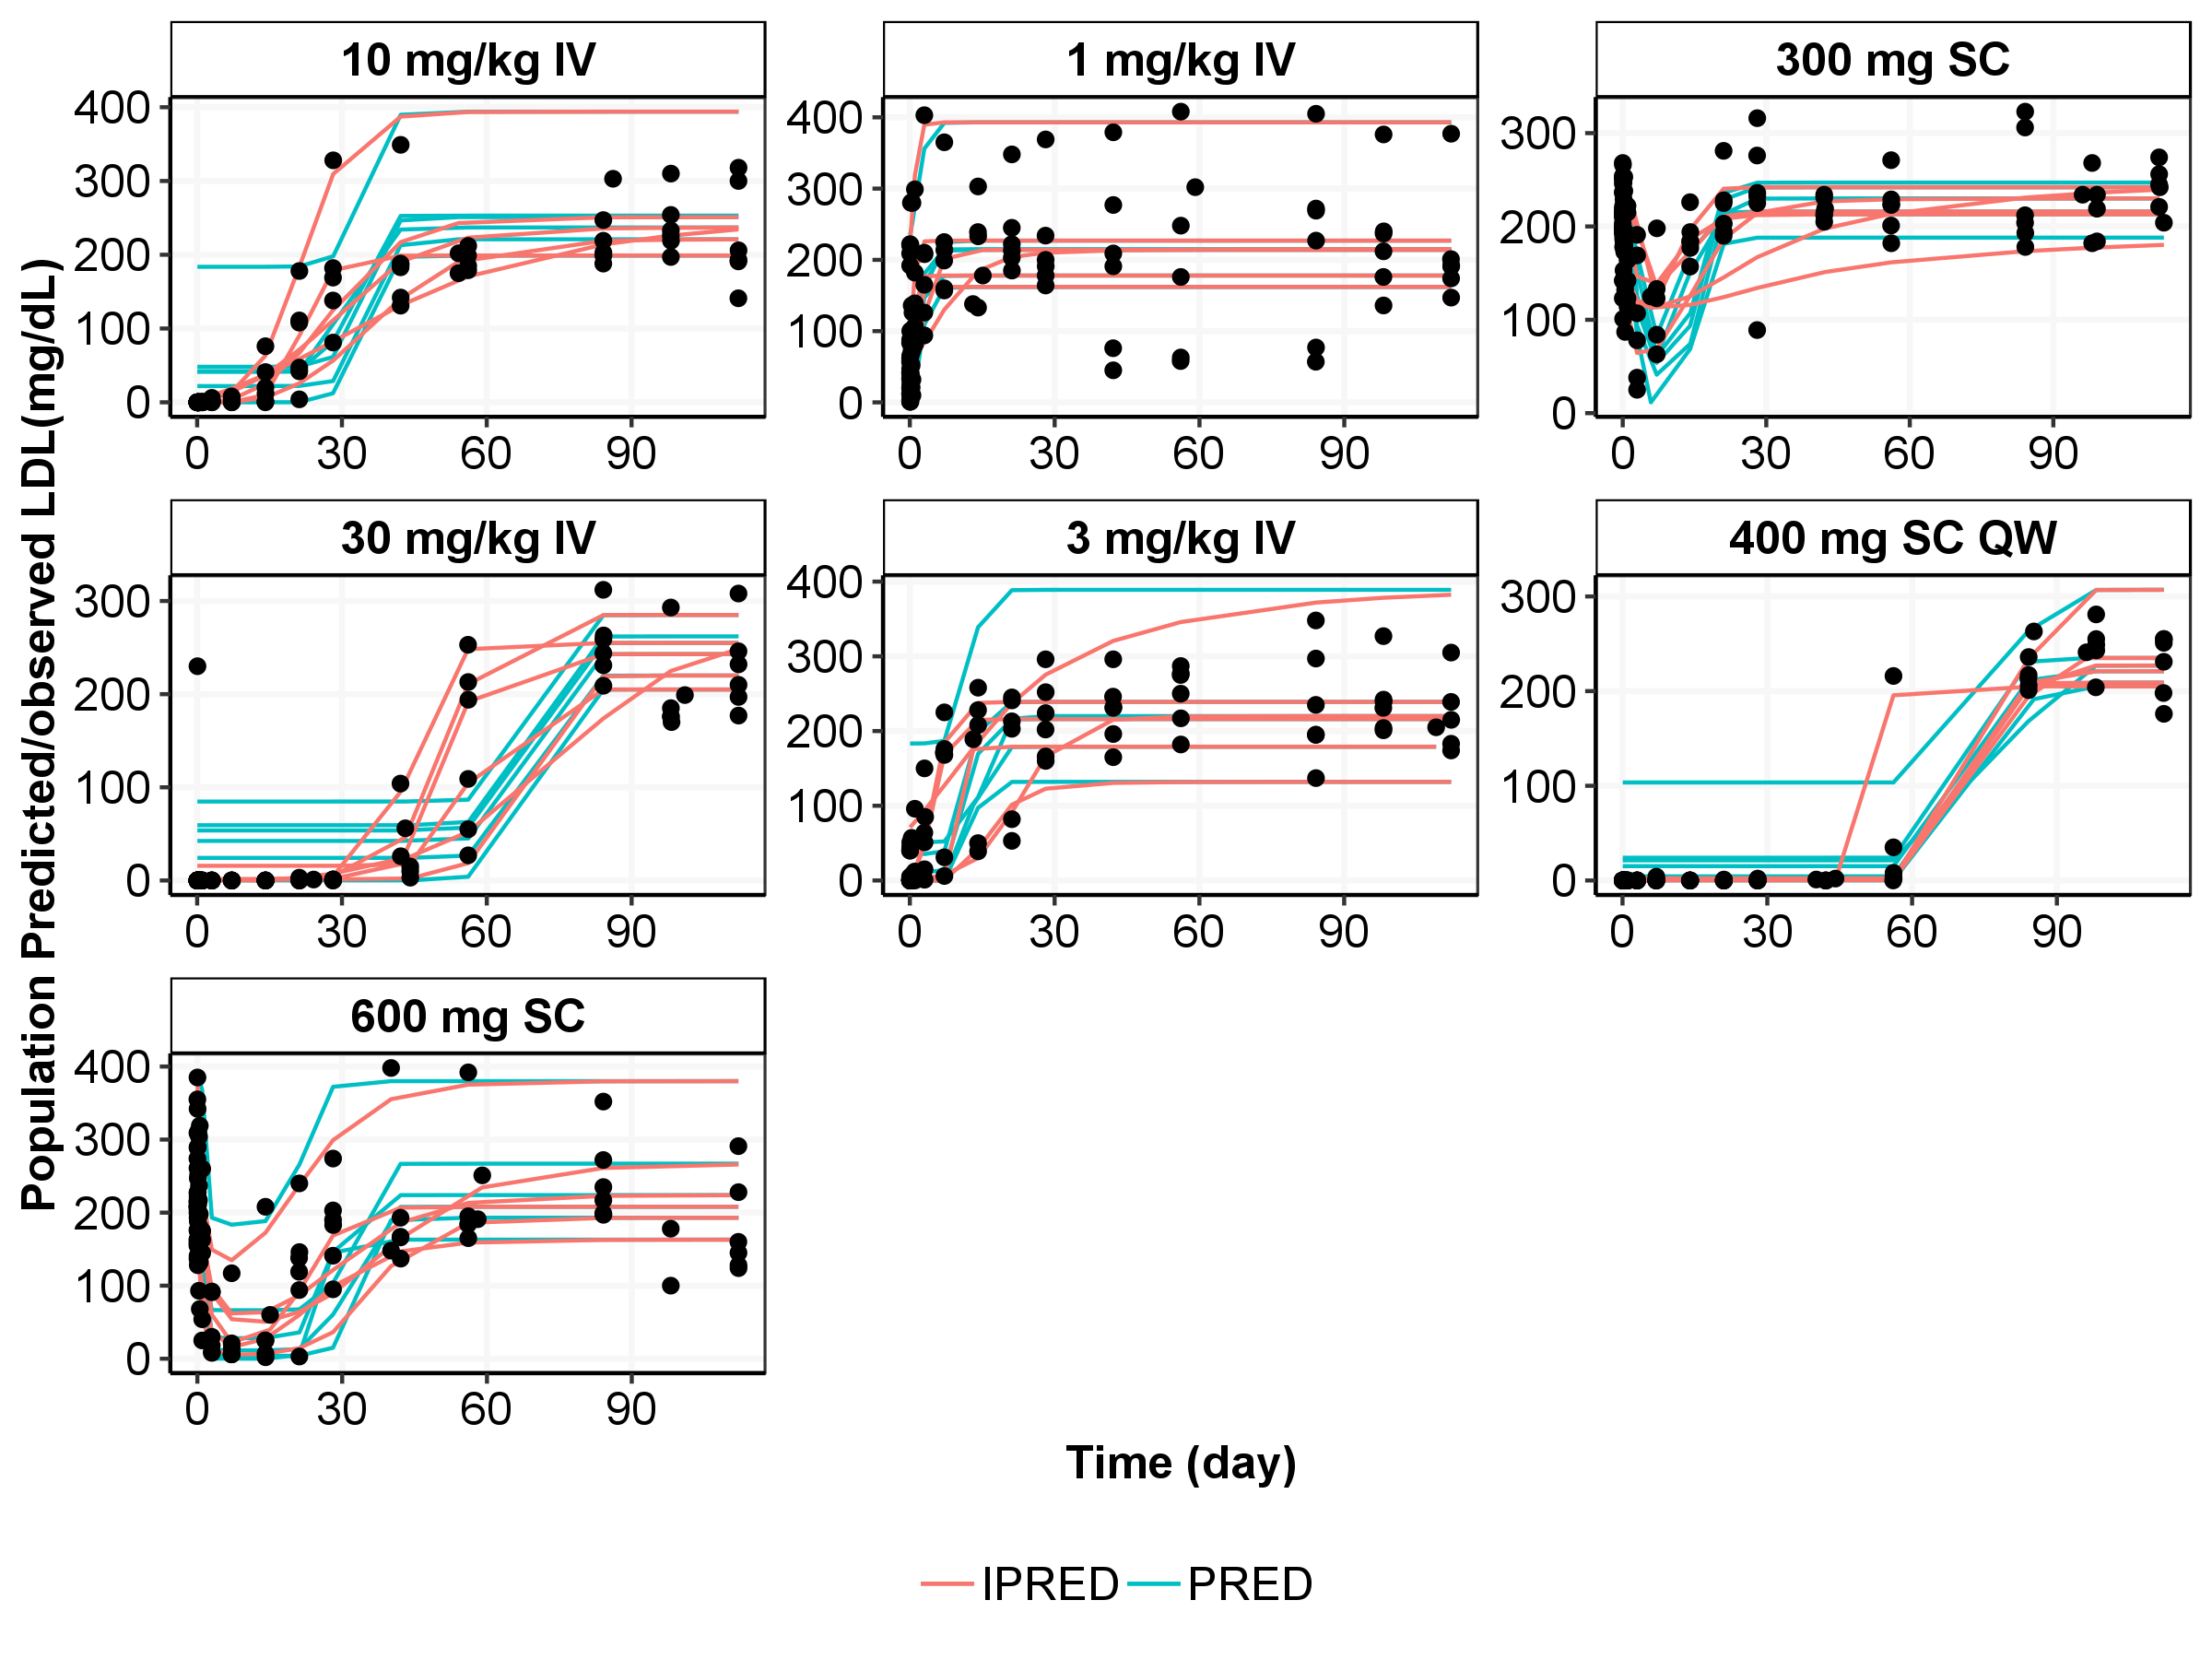 Population Predicted/observed LDL(mg/dL)
10 mg/kg IV
400
300
200
100
0
0 30 60 90
1 mg/kg IV
400
300
200
100
0
0 30 60 90
300 mg SC
300
200
100
0
0 30 60 90
30 mg/kg IV
300
200
100
0
0 30 60 90
3 mg/kg IV
400
300
200
100
0
0 30 60 90
400 mg SC QW
300
200
100
0
0 30 60 90
600 mg SC
400
300
200
100
0
0 30 60 90
Time (day)
IPRED PRED